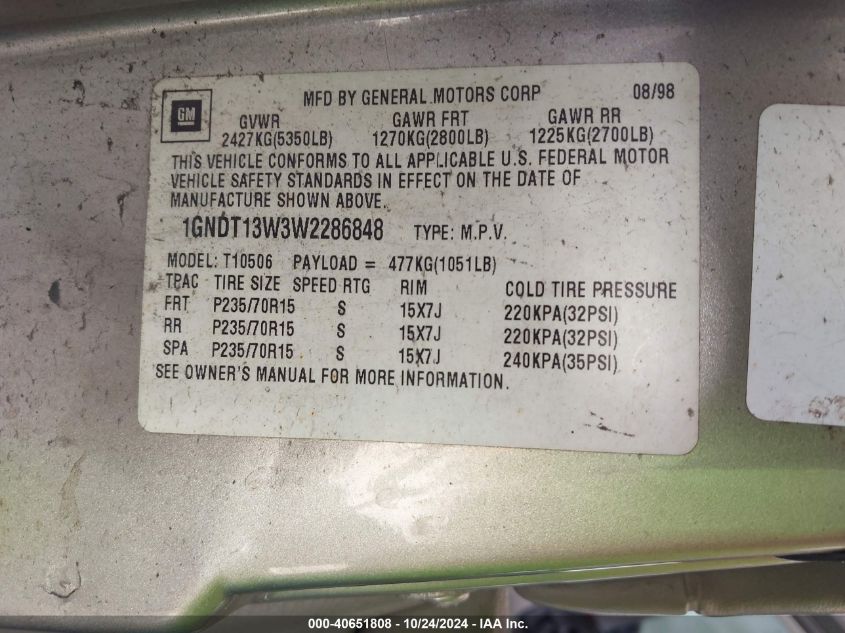 MFD BY GENERAL MOTORS CORP 08/98
GM
GVWR GAWR FRT GAWR RR
2427KG(5350LB) 1270KG(2800LB) 1225KG(2700LB)
THIS VEHICLE CONFORMS TO ALL APPLICABLE U.S. FEDERAL MOTOR
VEHICLE SAFETY STANDARDS IN EFFECT ON THE DATE OF
MANUFACTURE SHOWN ABOVE.
1GNDT13W3W2286848 TYPE: M.P.V.
MODEL: T10506 PAYLOAD = 477KG(1051LB)
TPAC TIRE SIZE SPEED RTG RIM COLD TIRE PRESSURE
FRT P235/70R15 S 15X7J 220KPA(32PSI)
RR P235/70R15 S 15X7J 220KPA(32PSI)
SPA P235/70R15 S 15X7J 240KPA(35PSI)
SEE OWNER'S MANUAL FOR MORE INFORMATION.
000-40651808 - 10/24/2024 - IAA Inc.